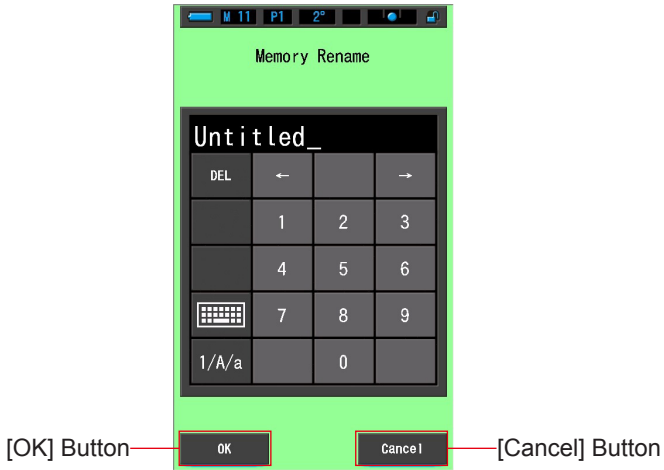 M 11 P1 2°
Memory Rename
Untitled_
DEL ← →
1 2 3
4 5 6
7 8 9
1/A/a 0
[OK] Button OK Cancel [Cancel] Button